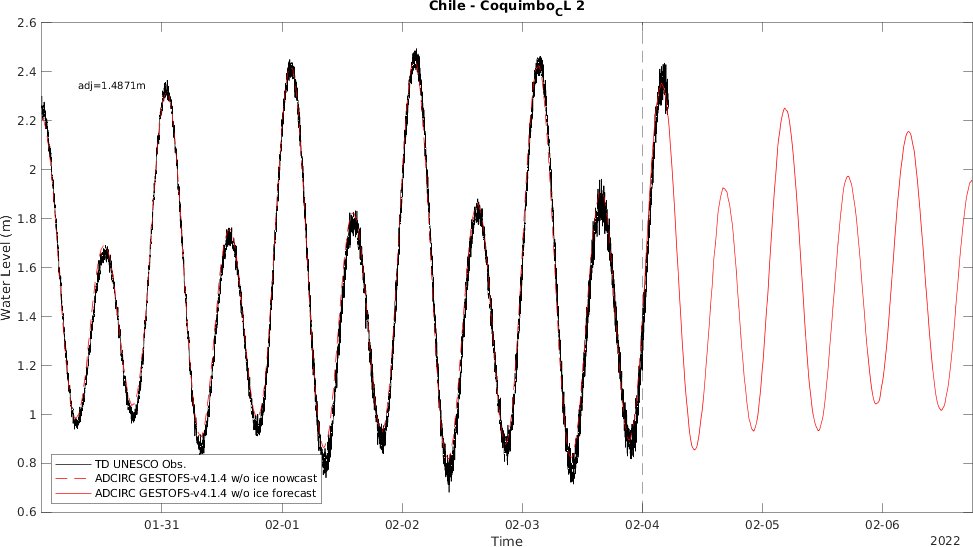 Chile - Coquimbo_CL 2
adj=1.4871m
Water Level (m)
2.6
2.4
2.2
2
1.8
1.6
1.4
1.2
1
0.8
0.6
TD UNESCO Obs.
ADCIRC GESTOFS-v4.1.4 w/o ice nowcast
ADCIRC GESTOFS-v4.1.4 w/o ice forecast
01-31 02-01 02-02 02-03 02-04 02-05 02-06
Time
2022